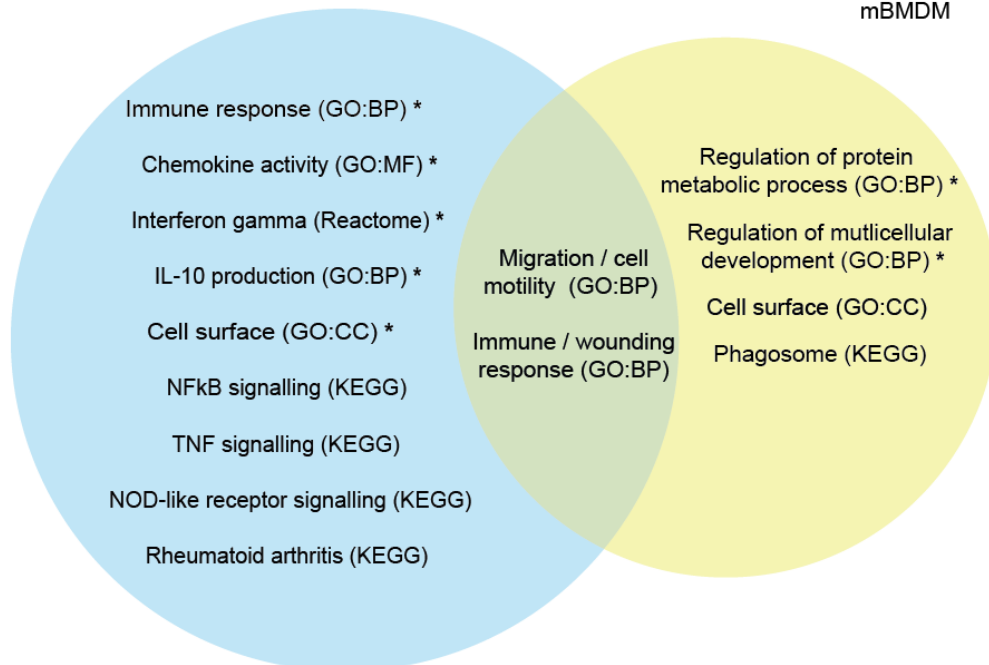 mBMDM
Immune response (GO:BP) *
Chemokine activity (GO:MF) *
Interferon gamma (Reactome) *
IL-10 production (GO:BP) *
Cell surface (GO:CC) *
NFkB signalling (KEGG)
TNF signalling (KEGG)
NOD-like receptor signalling (KEGG)
Rheumatoid arthritis (KEGG)
Migration / cell
motility (GO:BP)
Immune / wounding
response (GO:BP)
Regulation of protein
metabolic process (GO:BP) *
Regulation of mutlicellular
development (GO:BP) *
Cell surface (GO:CC)
Phagosome (KEGG)